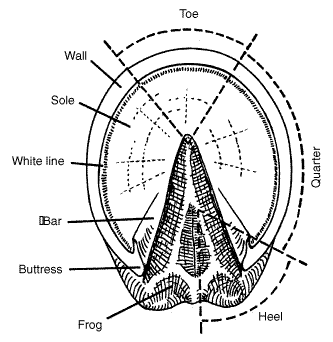 Toe
Wall
Sole
White line
Quarter
▯Bar
Buttress
Heel
Frog